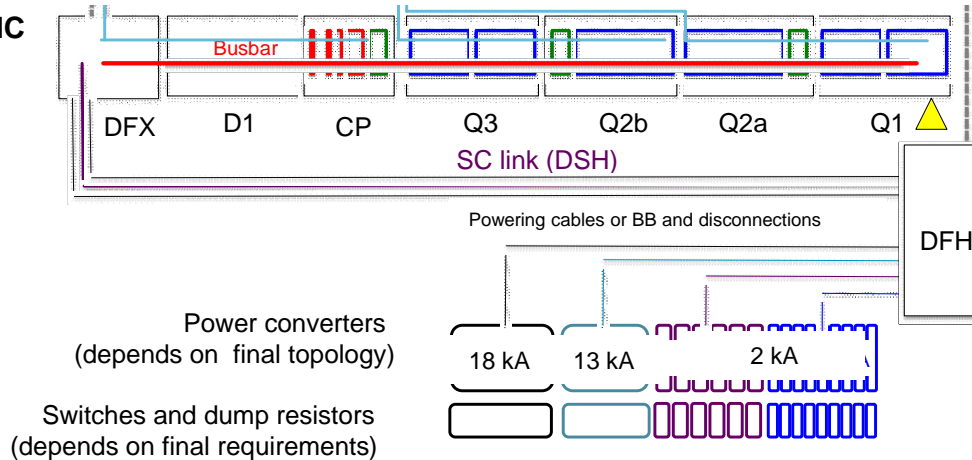 Busbar
DFX D1 CP Q3 Q2b Q2a Q1
SC link (DSH)
Powering cables or BB and disconnections
DFH
Power converters
(depends on final topology)
18 kA 13 kA 2 kA
Switches and dump resistors
(depends on final requirements)